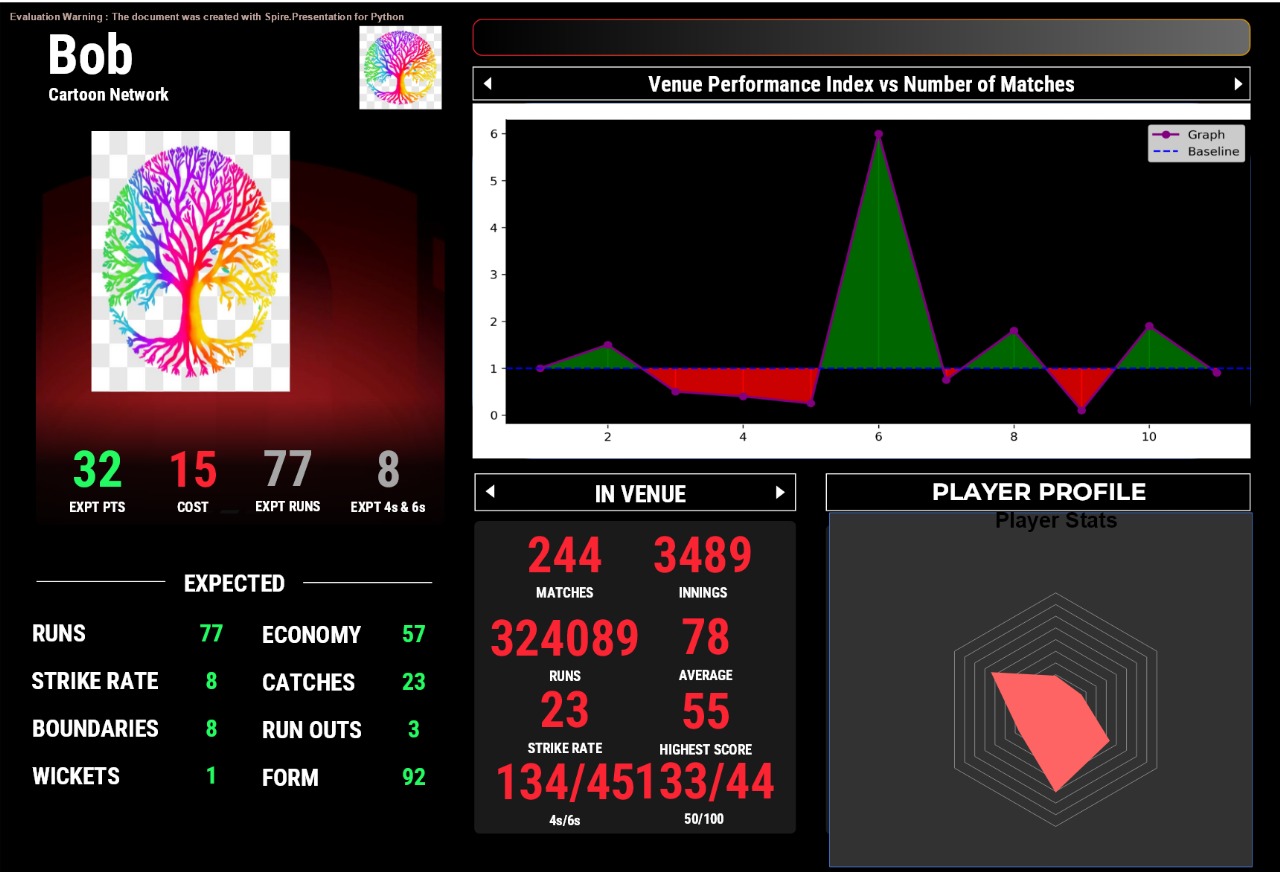 Evaluation Warning : The document was created with Spire.Presentation for Python
Bob
Cartoon Network
32 15 77 8
EXPT PTS COST EXPT RUNS EXPT 4s & 6s
EXPECTED
RUNS 77 ECONOMY 57
STRIKE RATE 8 CATCHES 23
BOUNDARIES 8 RUN OUTS 3
WICKETS 1 FORM 92
Venue Performance Index vs Number of Matches
Graph
Baseline
6
5
4
3
2
1
0
2 4 6 8 10
IN VENUE
244 3489
MATCHES INNINGS
324089 78
RUNS AVERAGE
23 55
STRIKE RATE HIGHEST SCORE
134/45 133/44
4s/6s 50/100
PLAYER PROFILE
Player Stats